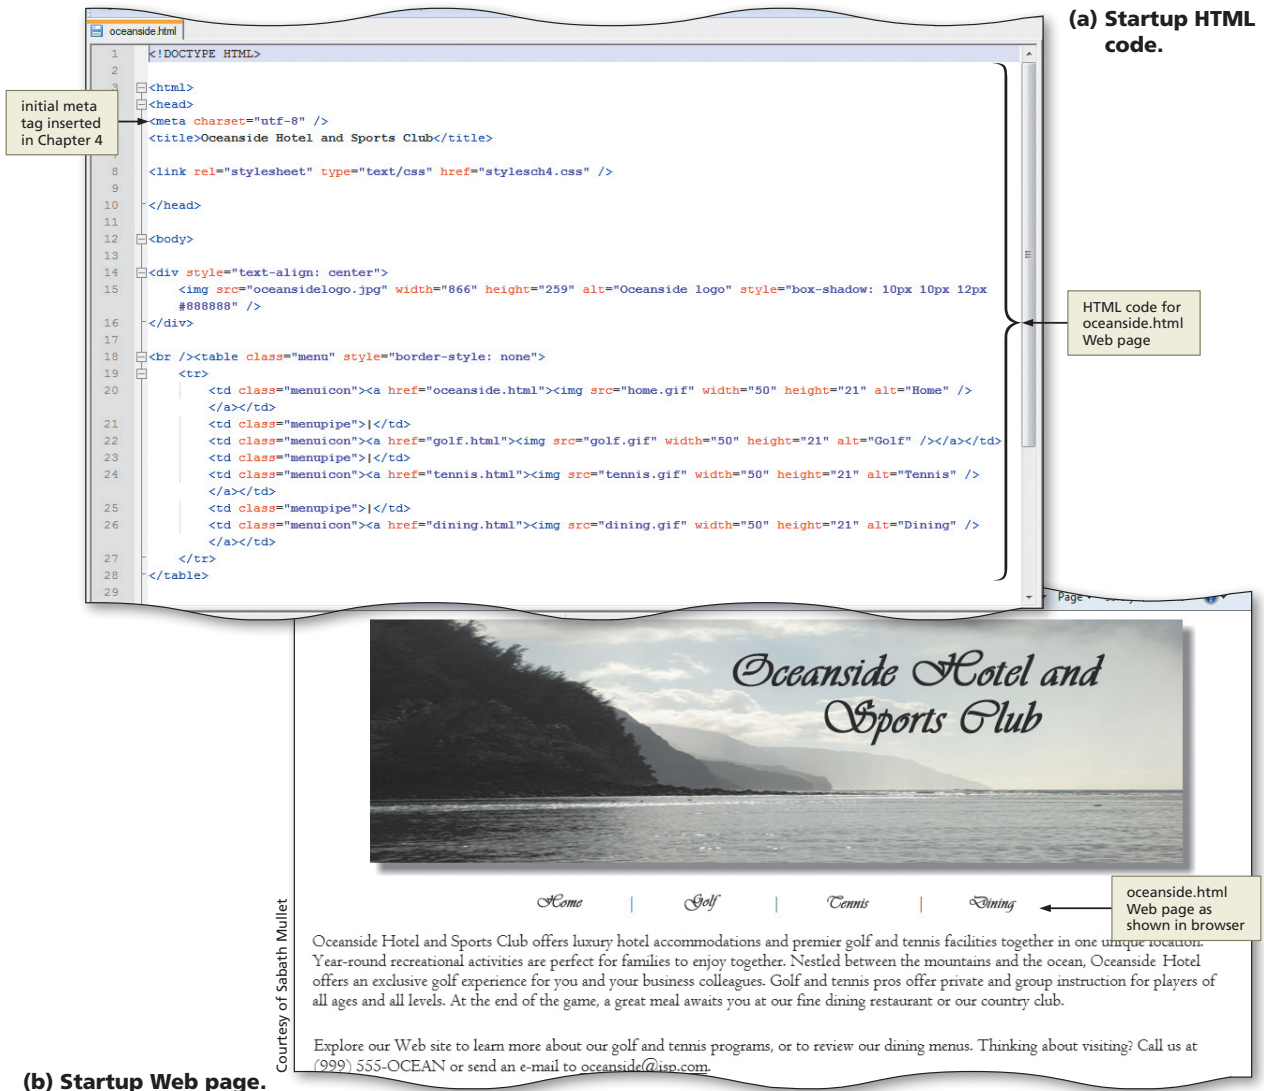 (a) Startup HTML
code.
oceanside.html
1 <!DOCTYPE HTML>
2
3 <html>
<head>
initial meta
tag inserted
in Chapter 4
<meta charset="utf-8" />
<title>Oceanside Hotel and Sports Club</title>
8 <link rel="stylesheet" type="text/css" href="stylesch4.css" />
9
10 </head>
11
12 <body>
13
14 <div style="text-align: center">
15 <img src="oceansidelogo.jpg" width="866" height="259" alt="Oceanside logo" style="box-shadow: 10px 10px 12px
#888888" />
16 </div>
17
18 <br /><table class="menu" style="border-style: none">
19 <tr>
20 <td class="menuicon"><a href="oceanside.html"><img src="home.gif" width="50" height="21" alt="Home" />
</a></td>
21 <td class="menupipe">|</td>
22 <td class="menuicon"><a href="golf.html"><img src="golf.gif" width="50" height="21" alt="Golf" /></a></td>
23 <td class="menupipe">|</td>
24 <td class="menuicon"><a href="tennis.html"><img src="tennis.gif" width="50" height="21" alt="Tennis" />
</a></td>
25 <td class="menupipe">|</td>
26 <td class="menuicon"><a href="dining.html"><img src="dining.gif" width="50" height="21" alt="Dining" />
</a></td>
27 </tr>
28 </table>
29
HTML code for
oceanside.html
Web page
Page
Oceanside Hotel and
Sports Club
Home | Golf | Tennis | Dining
oceanside.html
Web page as
shown in browser
Oceanside Hotel and Sports Club offers luxury hotel accommodations and premier golf and tennis facilities together in one unique location.
Year-round recreational activities are perfect for families to enjoy together. Nestled between the mountains and the ocean, Oceanside Hotel
offers an exclusive golf experience for you and your business colleagues. Golf and tennis pros offer private and group instruction for players of
all ages and all levels. At the end of the game, a great meal awaits you at our fine dining restaurant or our country club.
Explore our Web site to learn more about our golf and tennis programs, or to review our dining menus. Thinking about visiting? Call us at
(999) 555-OCEAN or send an e-mail to oceanside@isp.com.
Courtesy of Sabath Mullet
(b) Startup Web page.